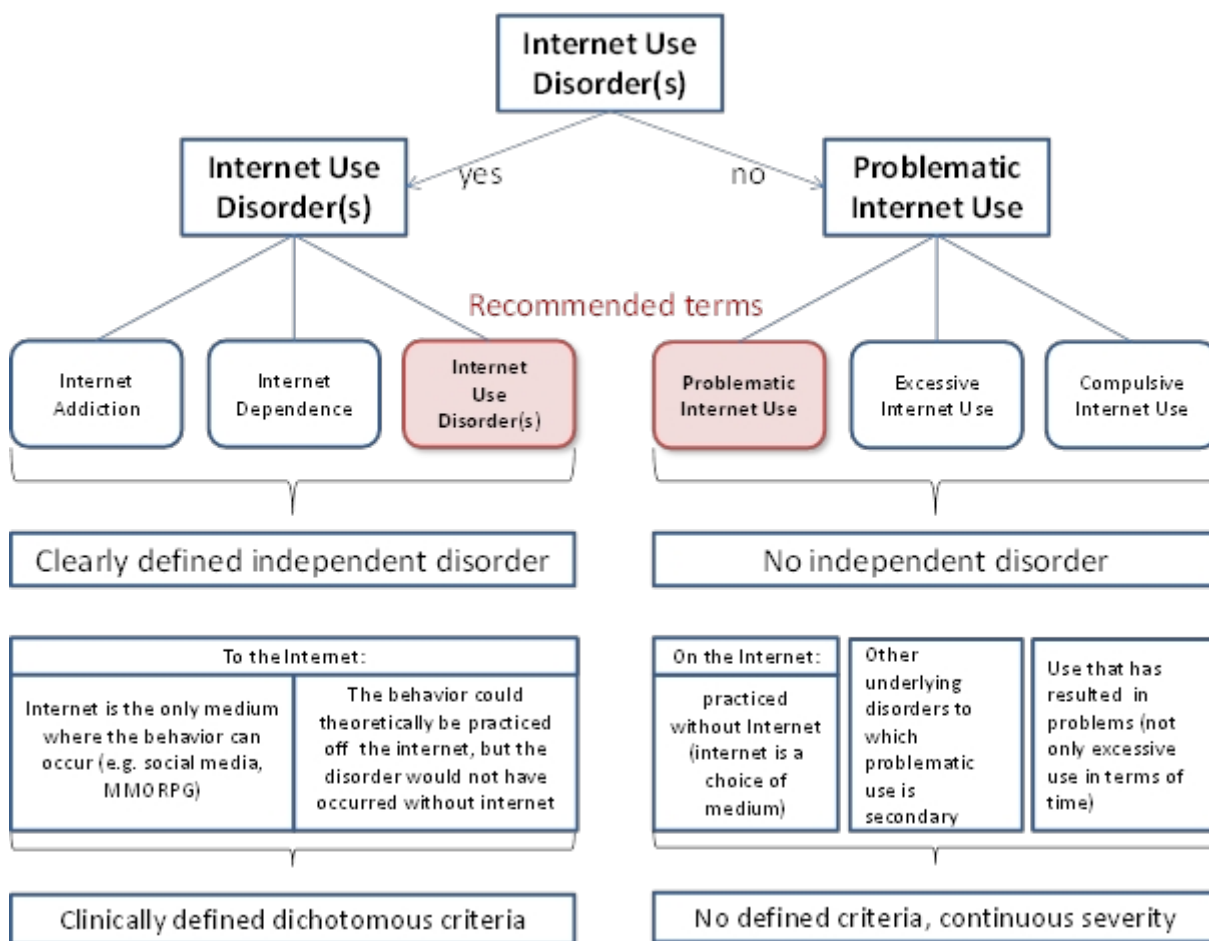 Internet Use
Disorder(s)
Internet Use
Disorder(s)
yes
no
Problematic
Internet Use
Recommended terms
Internet
Addiction
Internet
Dependence
Internet
Use
Disorder(s)
Problematic
Internet Use
Excessive
Internet Use
Compulsive
Internet Use
Clearly defined independent disorder
No independent disorder
To the Internet:
Internet is the only medium
where the behavior can
occur (e.g. social media,
MMORPG)
The behavior could
theoretically be practiced
off the internet, but the
disorder would not have
occurred without internet
On the Internet:
practiced
without Internet
(internet is a
choice of
medium)
Other
underlying
disorders to
which
problematic
use is
secondary
Use that has
resulted in
problems (not
only excessive
use in terms of
time)
Clinically defined dichotomous criteria
No defined criteria, continuous severity